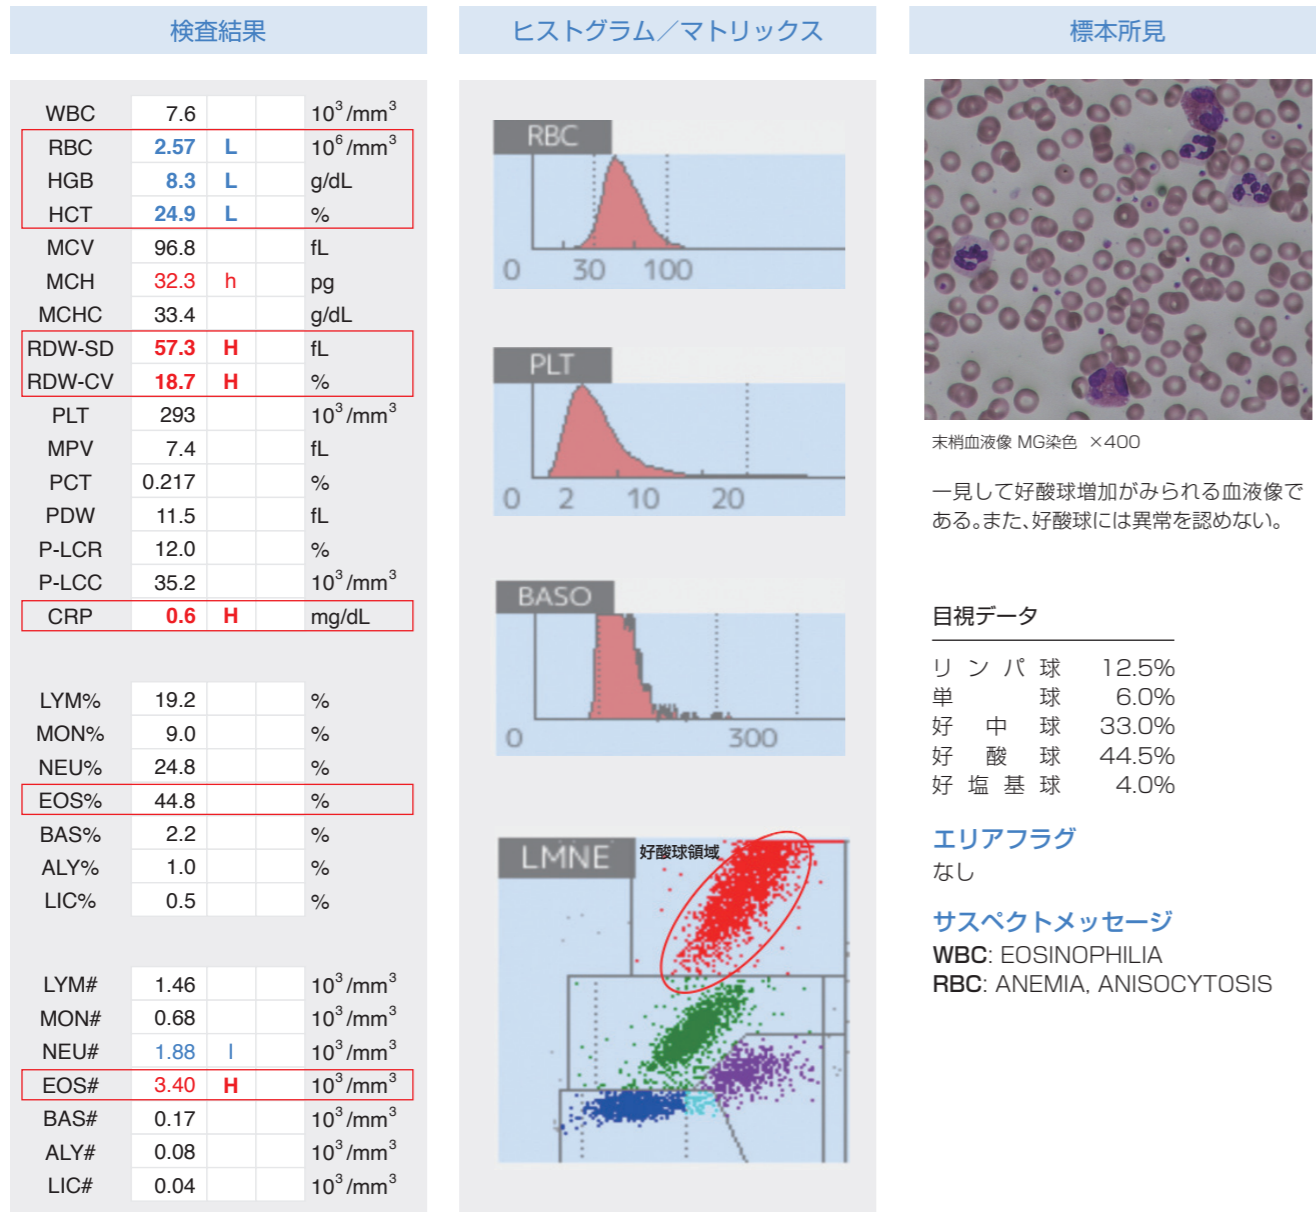 検査結果
WBC 7.6 10³/mm³
RBC 2.57 L 10⁶/mm³
HGB 8.3 L g/dL
HCT 24.9 L %
MCV 96.8 fL
MCH 32.3 h pg
MCHC 33.4 g/dL
RDW-SD 57.3 H fL
RDW-CV 18.7 H %
PLT 293 10³/mm³
MPV 7.4 fL
PCT 0.217 %
PDW 11.5 fL
P-LCR 12.0 %
P-LCC 35.2 10³/mm³
CRP 0.6 H mg/dL
LYM% 19.2 %
MON% 9.0 %
NEU% 24.8 %
EOS% 44.8 %
BAS% 2.2 %
ALY% 1.0 %
LIC% 0.5 %
LYM# 1.46 10³/mm³
MON# 0.68 10³/mm³
NEU# 1.88 l 10³/mm³
EOS# 3.40 H 10³/mm³
BAS# 0.17 10³/mm³
ALY# 0.08 10³/mm³
LIC# 0.04 10³/mm³
ヒストグラム／マトリックス
RBC
0 30 100
PLT
0 2 10 20
BASO
0 300
LMNE
好酸球領域
標本所見
末梢血液像 MG染色 ×400
一見して好酸球増加がみられる血液像で
ある。また、好酸球には異常を認めない。
目視データ
リンパ球 12.5%
単球 6.0%
好中球 33.0%
好酸球 44.5%
好塩基球 4.0%
エリアフラグ
なし
サスペクトメッセージ
WBC: EOSINOPHILIA
RBC: ANEMIA, ANISOCYTOSIS